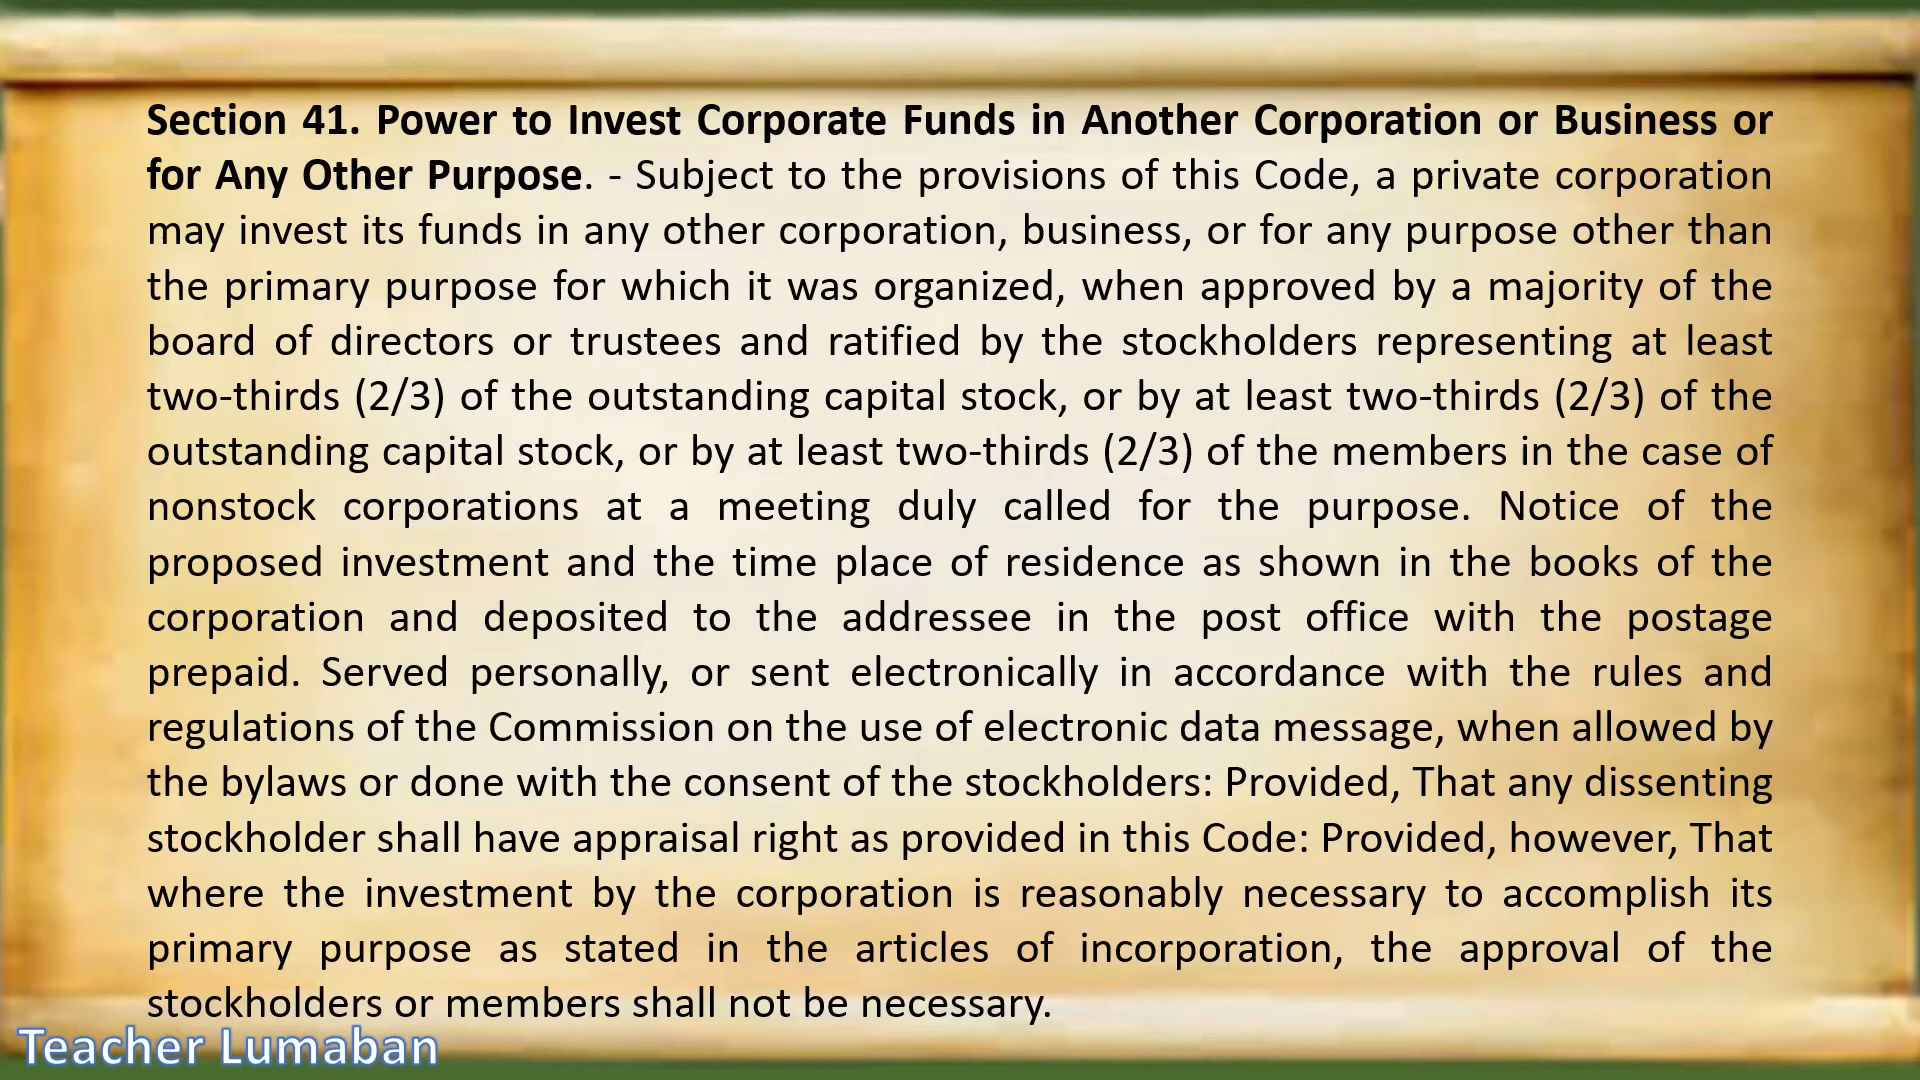 Section 41. Power to Invest Corporate Funds in Another Corporation or Business or
for Any Other Purpose. - Subject to the provisions of this Code, a private corporation
may invest its funds in any other corporation, business, or for any purpose other than
the primary purpose for which it was organized, when approved by a majority of the
board of directors or trustees and ratified by the stockholders representing at least
two-thirds (2/3) of the outstanding capital stock, or by at least two-thirds (2/3) of the
outstanding capital stock, or by at least two-thirds (2/3) of the members in the case of
nonstock corporations at a meeting duly called for the purpose. Notice of the
proposed investment and the time place of residence as shown in the books of the
corporation and deposited to the addressee in the post office with the postage
prepaid. Served personally, or sent electronically in accordance with the rules and
regulations of the Commission on the use of electronic data message, when allowed by
the bylaws or done with the consent of the stockholders: Provided, That any dissenting
stockholder shall have appraisal right as provided in this Code: Provided, however, That
where the investment by the corporation is reasonably necessary to accomplish its
primary purpose as stated in the articles of incorporation, the approval of the
stockholders or members shall not be necessary.
Teacher Lumaban